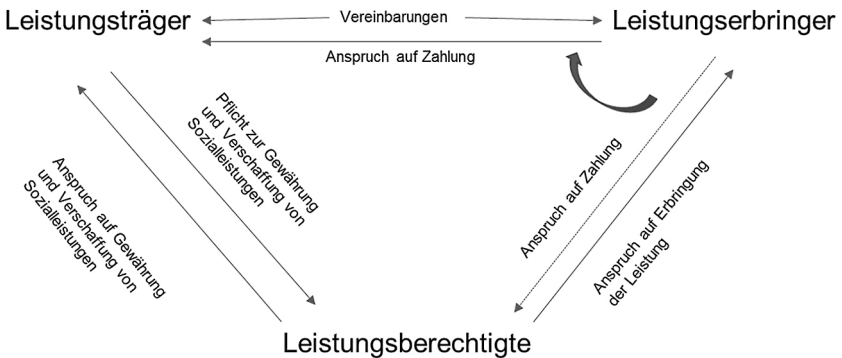 Leistungsträger
Vereinbarungen
Leistungserbringer
Anspruch auf Zahlung
Pflicht zur Gewährung
und Verschaffung von
Sozialleistungen
Anspruch auf Gewährung
und Verschaffung von
Sozialleistungen
Anspruch auf Zahlung
Anspruch auf Erbringung
der Leistung
Leistungsberechtigte